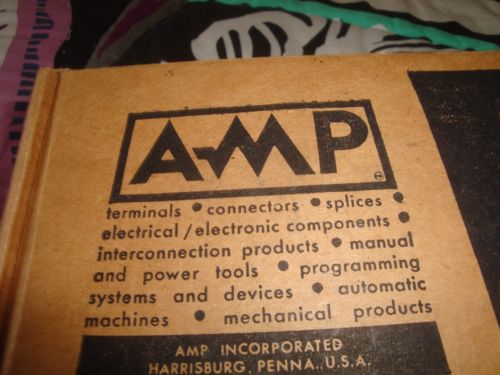 AMP
terminals • connectors • splices •
electrical/electronic components •
interconnection products • manual
and power tools • programming
systems and devices • automatic
machines • mechanical products
AMP INCORPORATED
HARRISBURG, PENNA., U.S.A.